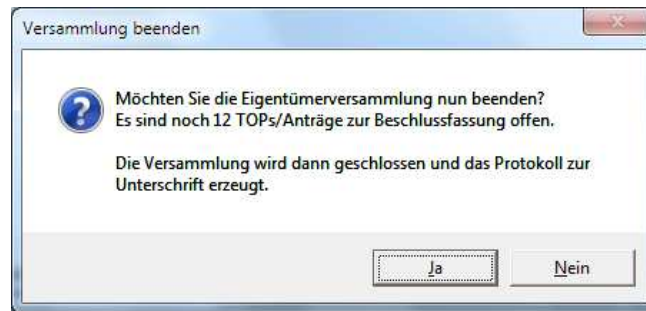 Versammlung beenden
Möchten Sie die Eigentümerversammlung nun beenden?
Es sind noch 12 TOPs/Anträge zur Beschlussfassung offen.
Die Versammlung wird dann geschlossen und das Protokoll zur
Unterschrift erzeugt.
Ja
Nein